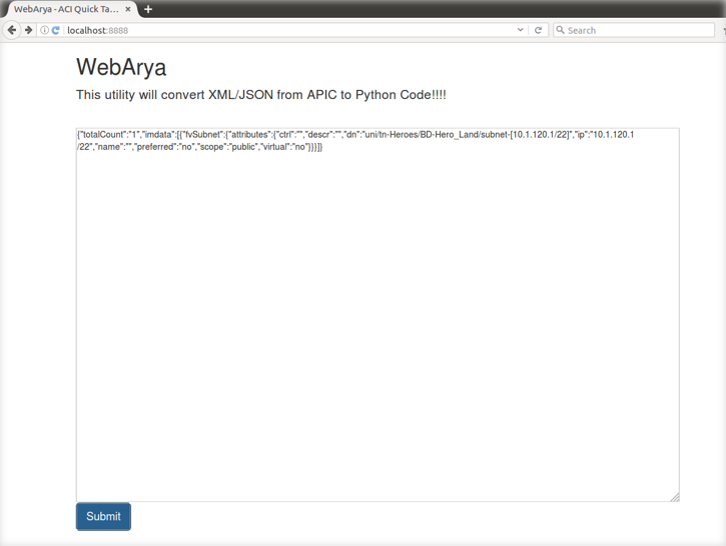 WebArya - ACI Quick Ta...
localhost:8888
Search
WebArya
This utility will convert XML/JSON from APIC to Python Code!!!!
{"totalCount":"1","imdata":[{"fvSubnet":{"attributes":{"ctrl":"","descr":"","dn":"uni/tn-Heroes/BD-Hero_Land/subnet-[10.1.120.1/22]","ip":"10.1.120.1
/22","name":"","preferred":"no","scope":"public","virtual":"no"}}}]}
Submit